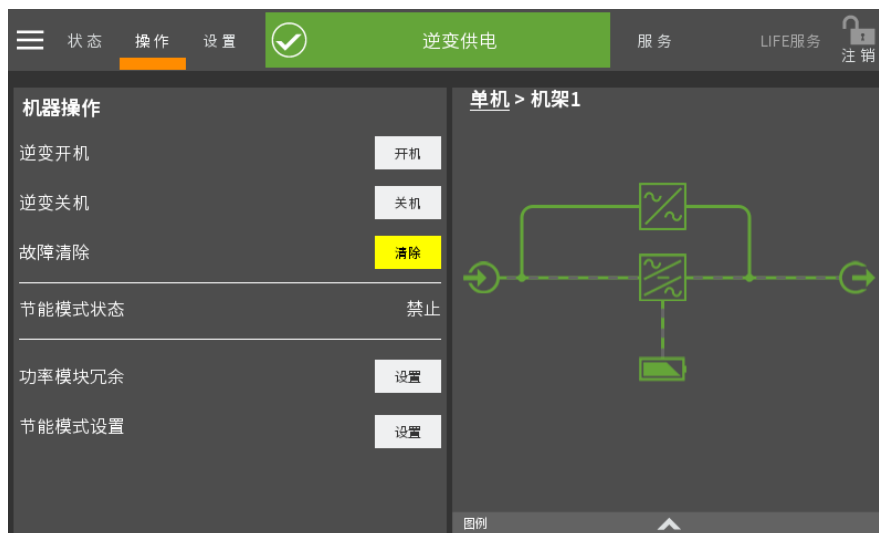 状态 操作 设置 逆变供电 服务 LIFE服务 注销
机器操作
逆变开机 开机
逆变关机 关机
故障清除 清除
节能模式状态 禁止
功率模块冗余 设置
节能模式设置 设置
单机 > 机架1
图例